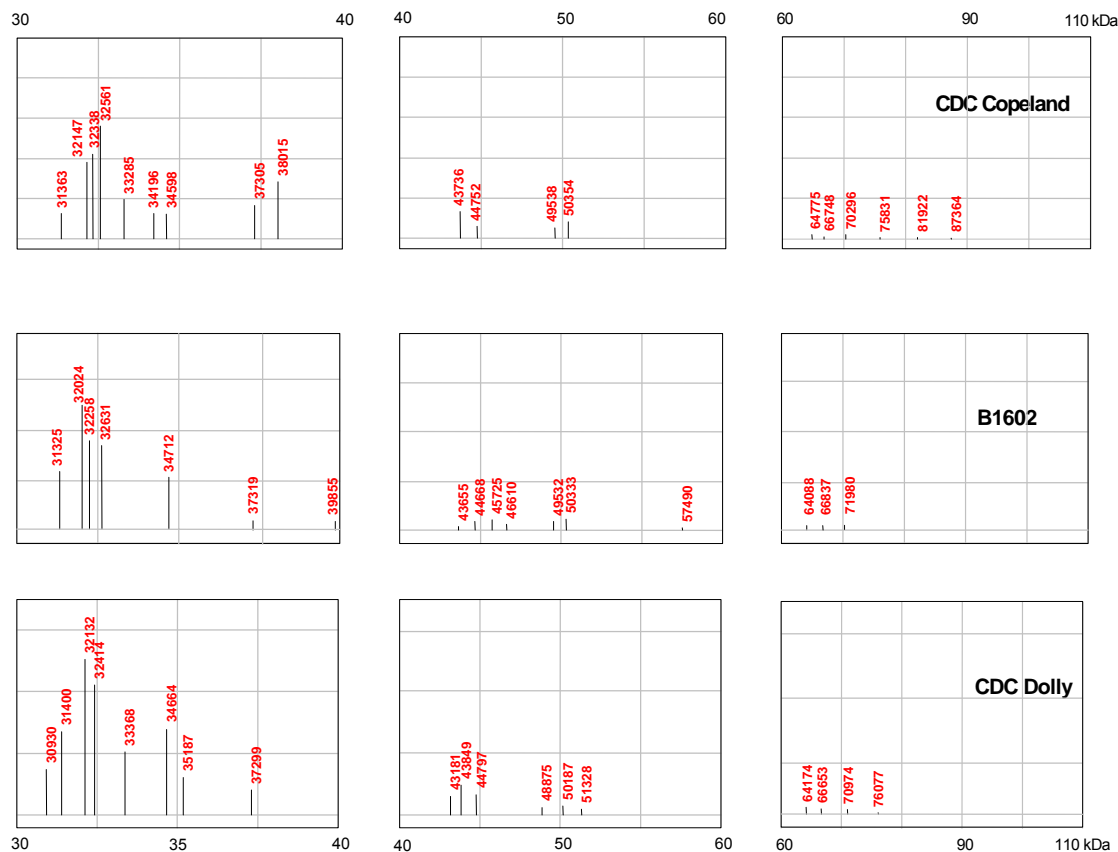 30 40 40 50 60 60 90 110 kDa
CDC Copeland
31363 32147 32338 32561 33285 34196 34598 37305 38015
43736 44752 49538 50354
64775 66748 70296 75831 81922 87364
B1602
31325 32024 32258 32631 34712 37319 39855
43655 44668 45725 46610 49532 50333 57490
64088 66837 71980
CDC Dolly
30930 31400 32132 32414 33368 34664 35187 37299
43181 43849 44797 48875 50187 51328
64174 66653 70974 76077
30 35 40 40 50 60 60 90 110 kDa